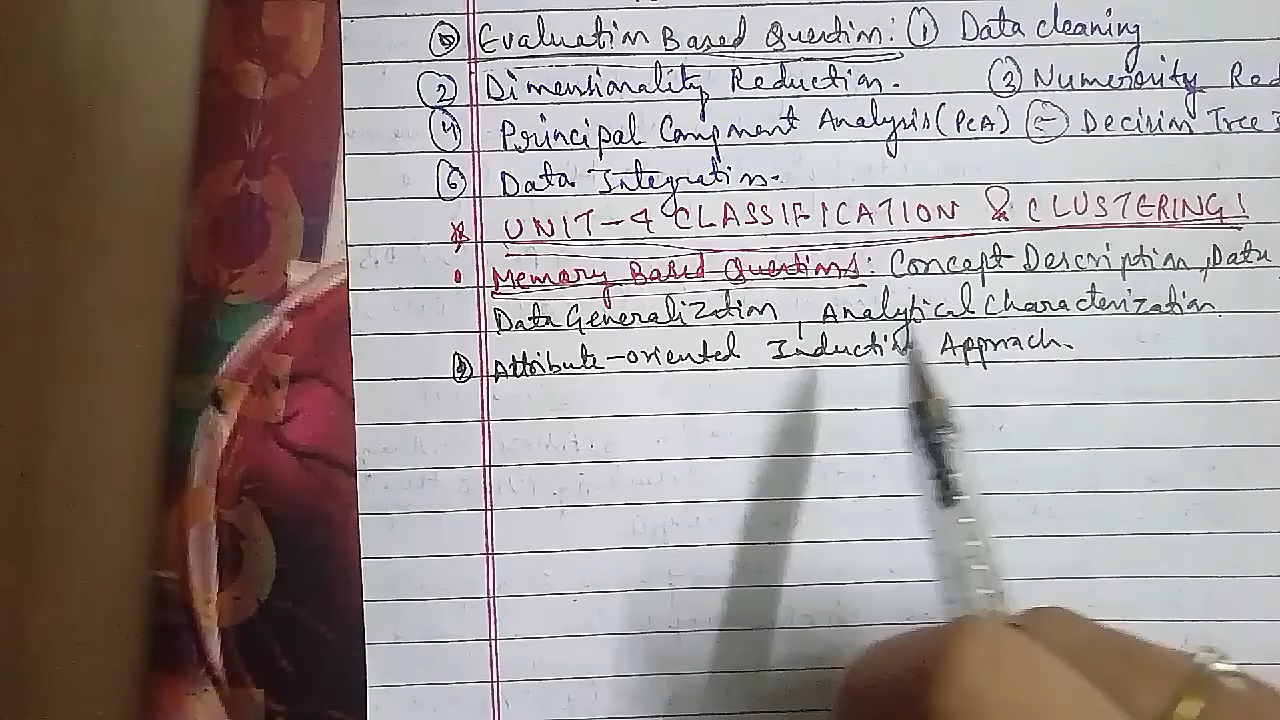 Evaluation Based Question: ① Data cleaning
② Dimensionality Reduction. ③ Numerosity Red
④ Principal Component Analysis (PCA) ⑤ Decision Tree
⑥ Data Integration.
* UNIT-4 CLASSIFICATION & CLUSTERING:
• Memory Based Questions: Concept Description, Data
Data Generalization, Analytical Characterization.
Attribute-oriented Induction Approach.